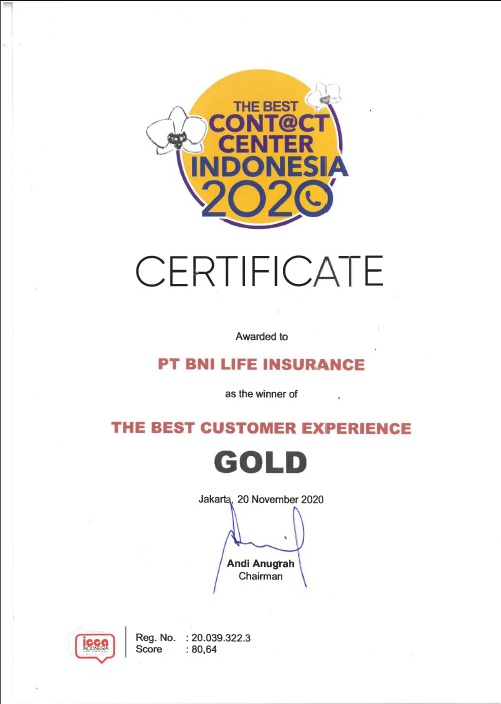 THE BEST
CONT@CT
CENTER
INDONESIA
2020
CERTIFICATE
Awarded to
PT BNI LIFE INSURANCE
as the winner of
THE BEST CUSTOMER EXPERIENCE
GOLD
Jakarta, 20 November 2020
Andi Anugrah
Chairman
icca
INDONESIA
Reg. No. : 20.039.322.3
Score : 80,64